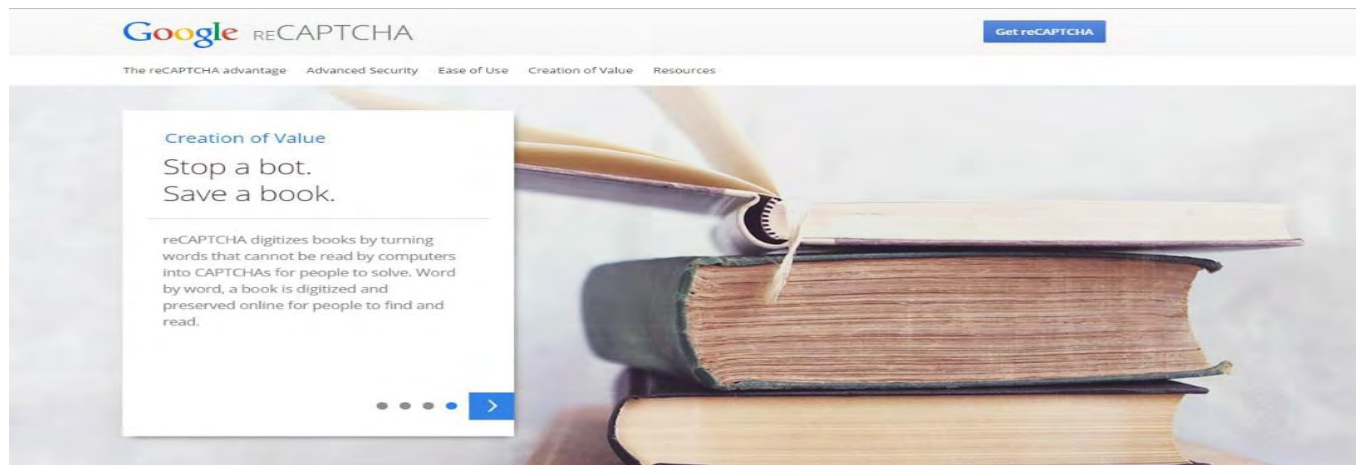 Google reCAPTCHA
Get reCAPTCHA
The reCAPTCHA advantage Advanced Security Ease of Use Creation of Value Resources
Creation of Value
Stop a bot.
Save a book.
reCAPTCHA digitizes books by turning
words that cannot be read by computers
into CAPTCHAs for people to solve. Word
by word, a book is digitized and
preserved online for people to find and
read.